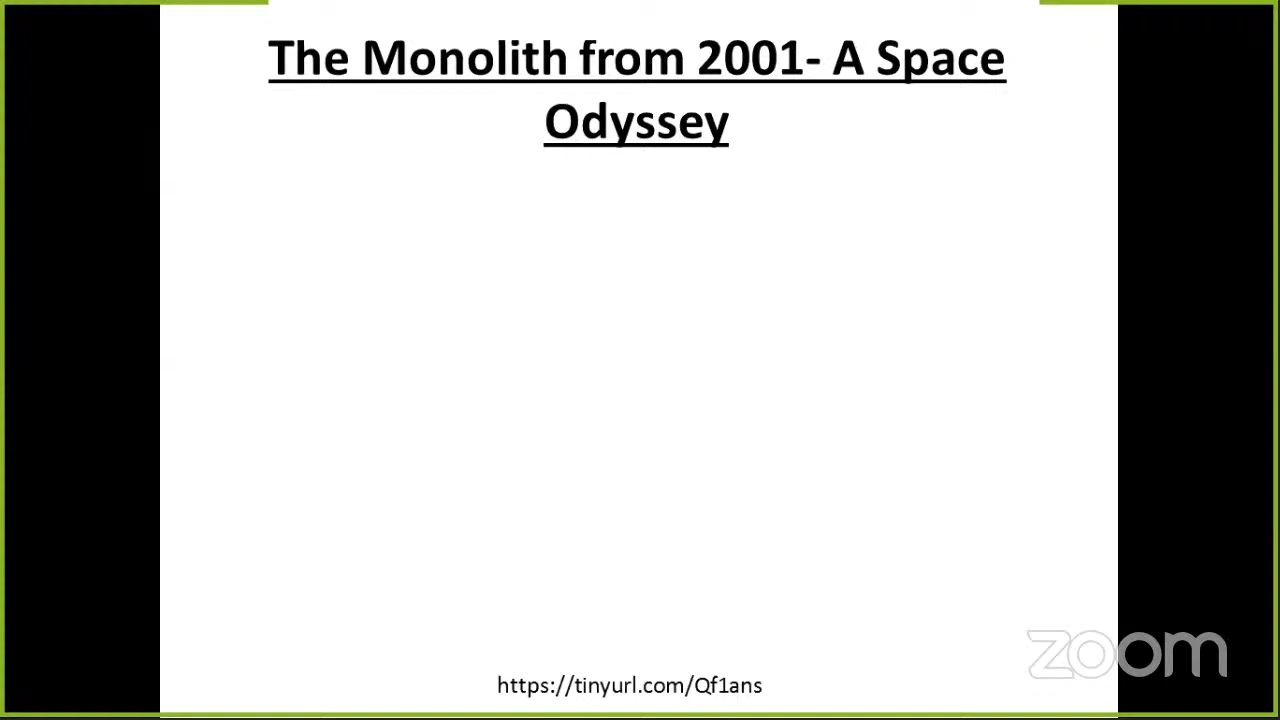 The Monolith from 2001- A Space
Odyssey
zoom
https://tinyurl.com/Qf1ans